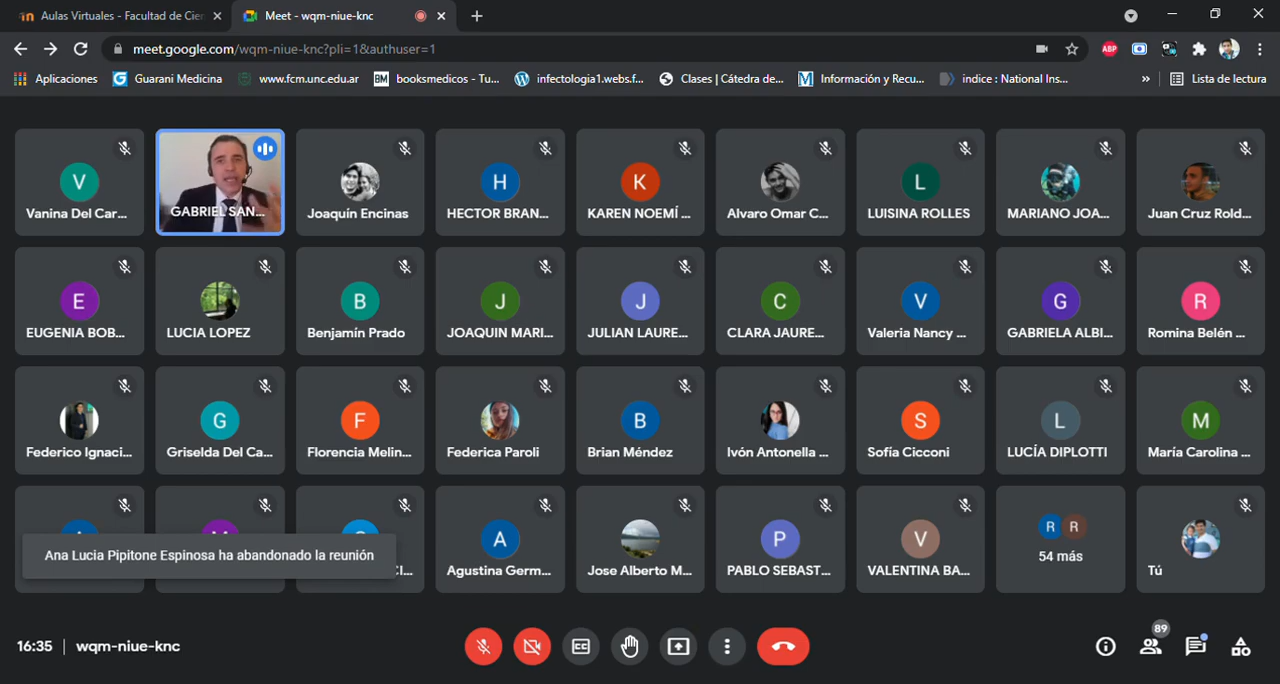 Aulas Virtuales - Facultad de Cier
Meet - wqm-niue-knc
meet.google.com/wqm-niue-knc?pli=1&authuser=1
ABP
Aplicaciones
Guarani Medicina
www.fcm.unc.edu.ar
BM booksmedicos - Tu...
infectologia1.webs.f...
Clases | Cátedra de...
M Información y Recu...
indice : National Ins...
»
Lista de lectura
V
Vanina Del Car...
GABRIEL SAN...
Joaquín Encinas
H
HECTOR BRAN...
K
KAREN NOEMÍ ...
Alvaro Omar C...
L
LUISINA ROLLES
MARIANO JOA...
Juan Cruz Rold...
E
EUGENIA BOB...
LUCIA LOPEZ
B
Benjamín Prado
J
JOAQUIN MARI...
J
JULIAN LAURE...
C
CLARA JAURE...
V
Valeria Nancy ...
G
GABRIELA ALBI...
R
Romina Belén ...
Federico Ignaci...
G
Griselda Del Ca...
F
Florencia Melin...
Federica Paroli
B
Brian Méndez
Ivón Antonella ...
S
Sofía Cicconi
L
LUCÍA DIPLOTTI
M
María Carolina ...
Ana Lucia Pipitone Espinosa ha abandonado la reunión
A
Agustina Germ...
Jose Alberto M...
P
PABLO SEBAST...
V
VALENTINA BA...
R R
54 más
Tú
16:35 | wqm-niue-knc
CC
89